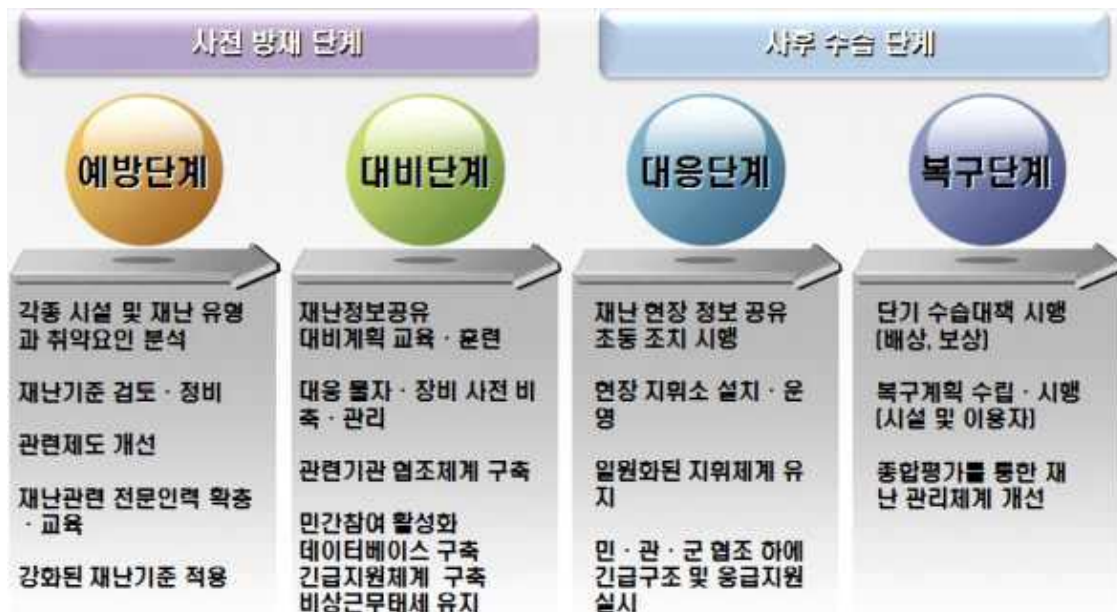 사전 방재 단계
사후 수습 단계
예방단계
대비단계
대응단계
복구단계
각종 시설 및 재난 유형
과 취약요인 분석
재난기준 검토 · 정비
관련제도 개선
재난관련 전문인력 확충
· 교육
강화된 재난기준 적용
재난정보공유
대비계획 교육 · 훈련
대응 물자 · 장비 사전 비
축 · 관리
관련기관 협조체계 구축
민간참여 활성화
데이터베이스 구축
긴급지원체계 구축
비상근무태세 유지
재난 현장 정보 공유
초동 조치 시행
현장 지휘소 설치 · 운
영
일원화된 지휘체계 유
지
민 · 관 · 군 협조 하에
긴급구조 및 응급지원
실시
단기 수습대책 시행
(배상, 보상)
복구계획 수립 · 시행
(시설 및 이용자)
종합평가를 통한 재
난 관리체계 개선